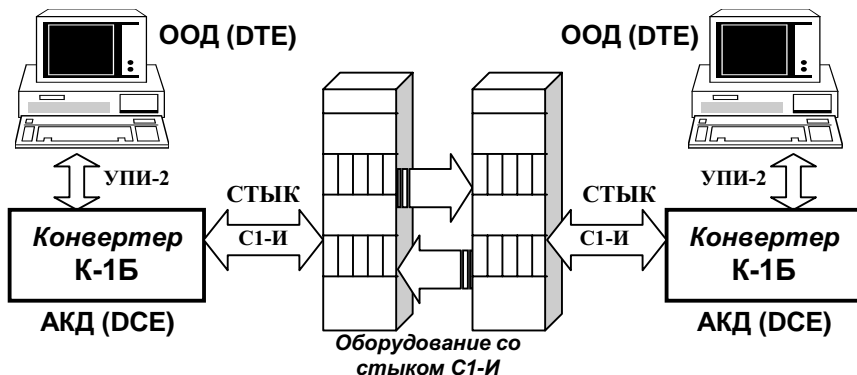 ООД (DTE)
ООД (DTE)
УПИ-2
УПИ-2
СТЫК
СТЫК
С1-И
С1-И
Конвертер
К-1Б
Конвертер
К-1Б
АКД (DCE)
АКД (DCE)
Оборудование со
стыком С1-И